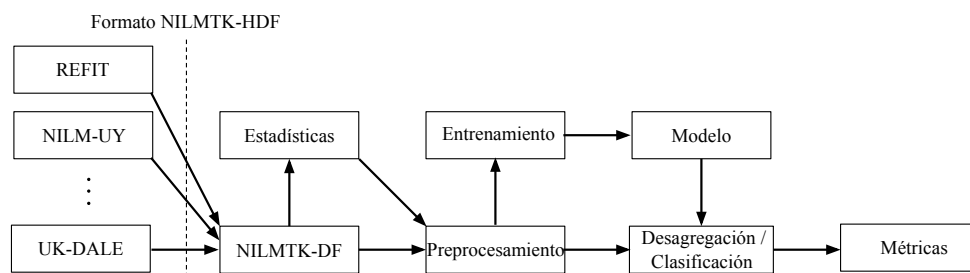 Formato NILMTK-HDF
REFIT
NILM-UY
Estadísticas
Entrenamiento
Modelo
UK-DALE
NILMTK-DF
Preprocesamiento
Desagregación /
Clasificación
Métricas